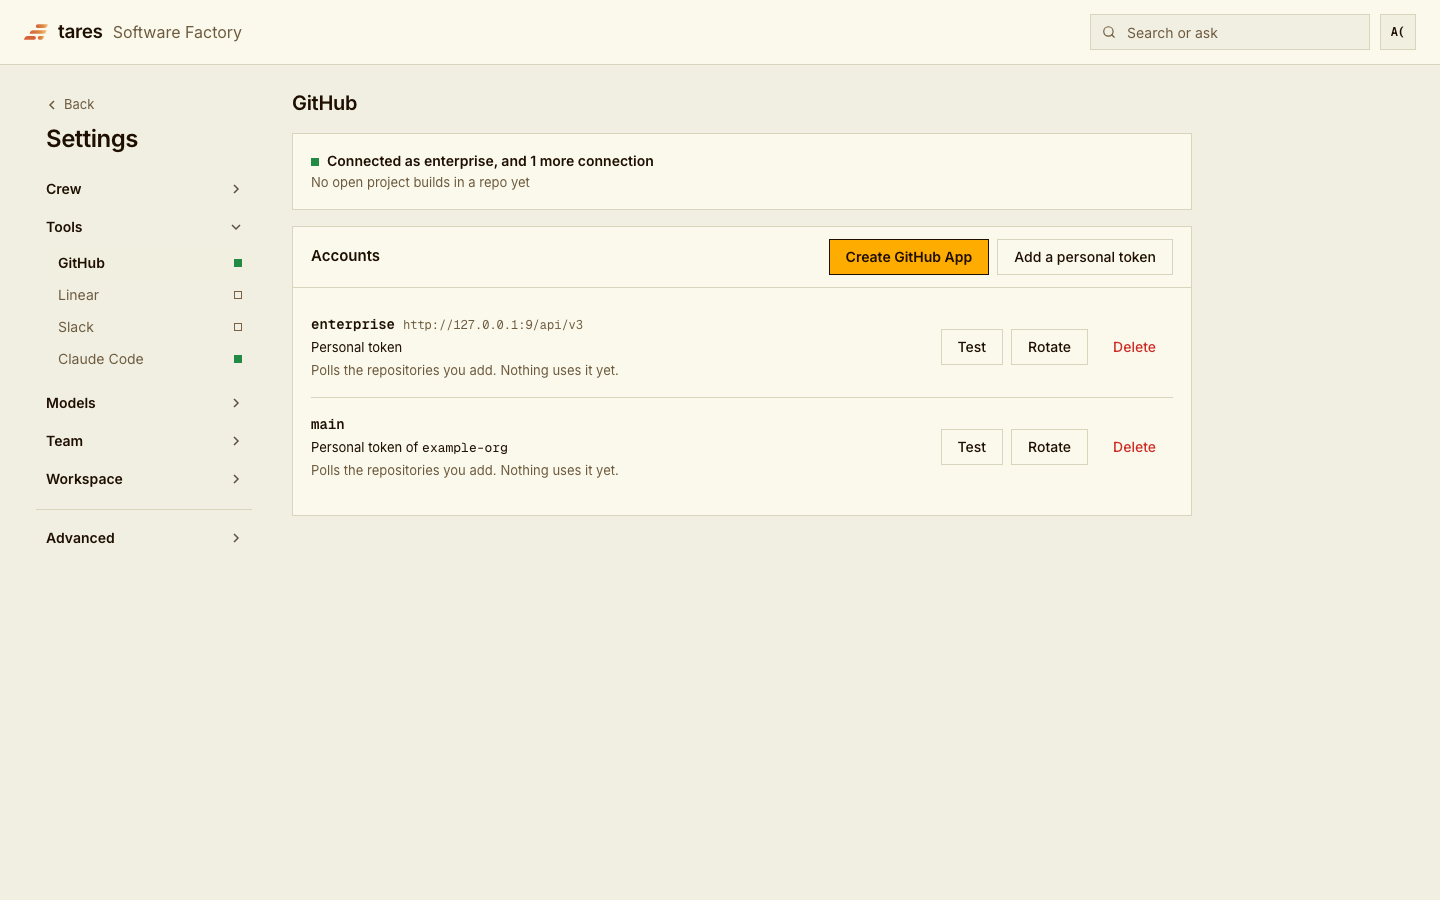 tares Software Factory
Search or ask
A(
Back
Settings
Crew
Tools
GitHub
Linear
Slack
Claude Code
Models
Team
Workspace
Advanced
GitHub
Connected as enterprise, and 1 more connection
No open project builds in a repo yet
Accounts
Create GitHub App
Add a personal token
enterprise http://127.0.0.1:9/api/v3
Personal token
Polls the repositories you add. Nothing uses it yet.
Test
Rotate
Delete
main
Personal token of example-org
Polls the repositories you add. Nothing uses it yet.
Test
Rotate
Delete